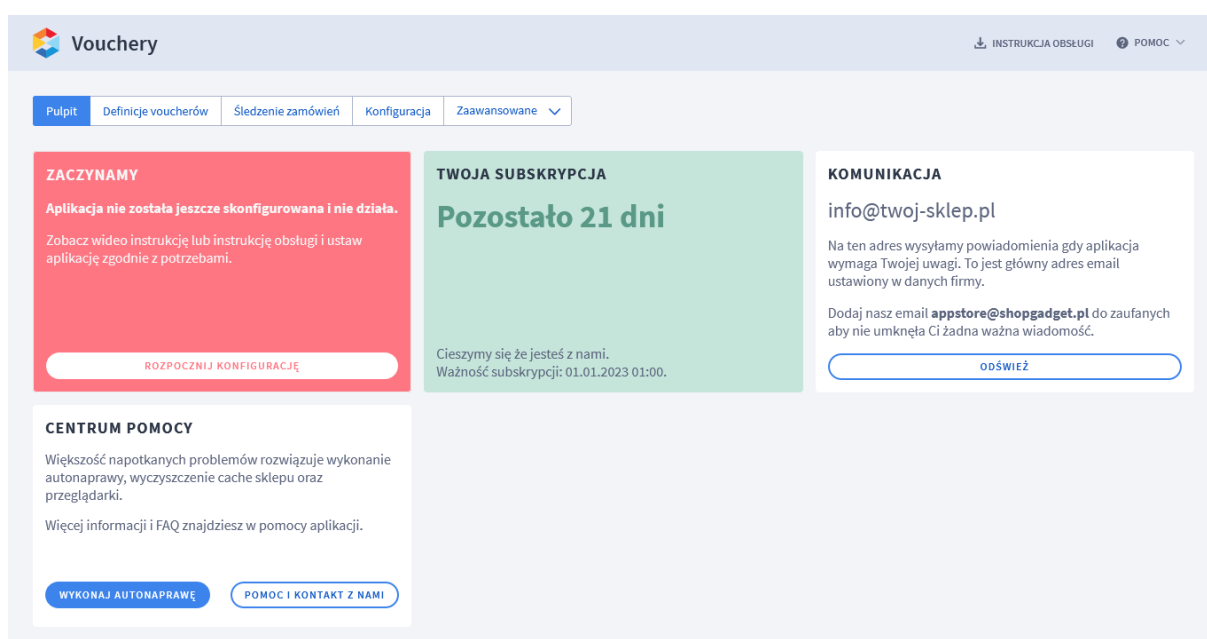 Vouchery
INSTRUKCJA OBSŁUGI
POMOC
Pulpit
Definicje voucherów
Śledzenie zamówień
Konfiguracja
Zaawansowane
ZACZYNAMY
Aplikacja nie została jeszcze skonfigurowana i nie działa.
Zobacz wideo instrukcję lub instrukcję obsługi i ustaw
aplikację zgodnie z potrzebami.
ROZPOCZNIJ KONFIGURACJĘ
TWOJA SUBSKRYPCJA
Pozostało 21 dni
Cieszymy się że jesteś z nami.
Ważność subskrypcji: 01.01.2023 01:00.
KOMUNIKACJA
info@twoj-sklep.pl
Na ten adres wysyłamy powiadomienia gdy aplikacja
wymaga Twojej uwagi. To jest główny adres email
ustawiony w danych firmy.
Dodaj nasz email appstore@shopgadget.pl do zaufanych
aby nie umknęła Ci żadna ważna wiadomość.
ODŚWIEŻ
CENTRUM POMOCY
Większość napotkanych problemów rozwiązuje wykonanie
autonaprawy, wyczyszczenie cache sklepu oraz
przeglądarki.
Więcej informacji i FAQ znajdziesz w pomocy aplikacji.
WYKONAJ AUTONAPRAWĘ
POMOC I KONTAKT Z NAMI